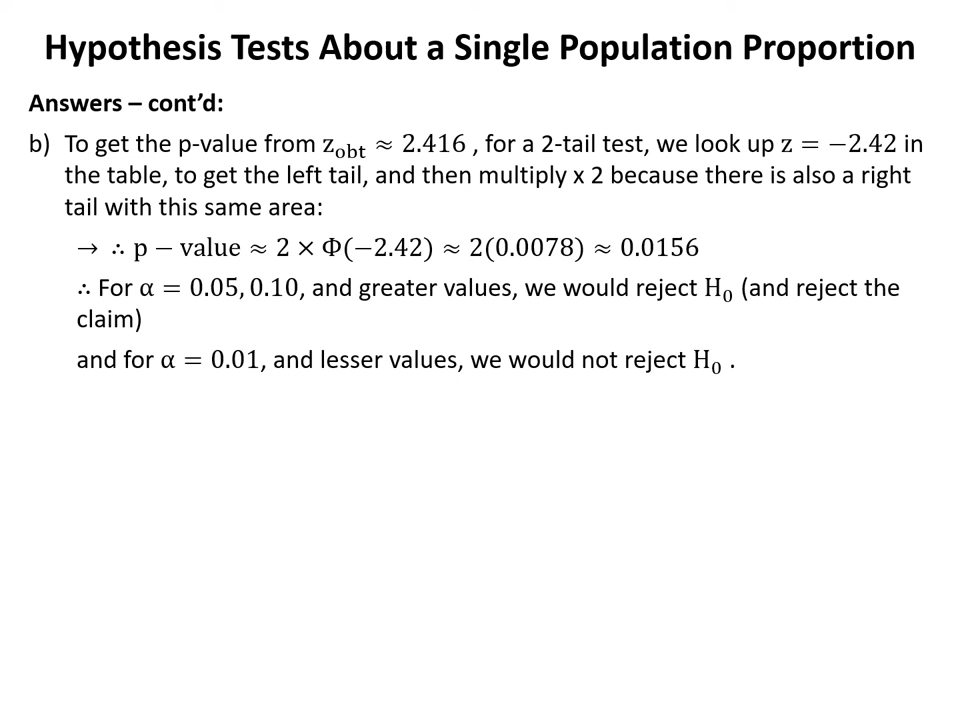 Hypothesis Tests About a Single Population Proportion
Answers – cont’d:
b) To get the p-value from z_obt ≈ 2.416 , for a 2-tail test, we look up z = −2.42 in
the table, to get the left tail, and then multiply x 2 because there is also a right
tail with this same area:
→ ∴ p − value ≈ 2 × Φ(−2.42) ≈ 2(0.0078) ≈ 0.0156
∴ For α = 0.05, 0.10, and greater values, we would reject H₀ (and reject the
claim)
and for α = 0.01, and lesser values, we would not reject H₀ .